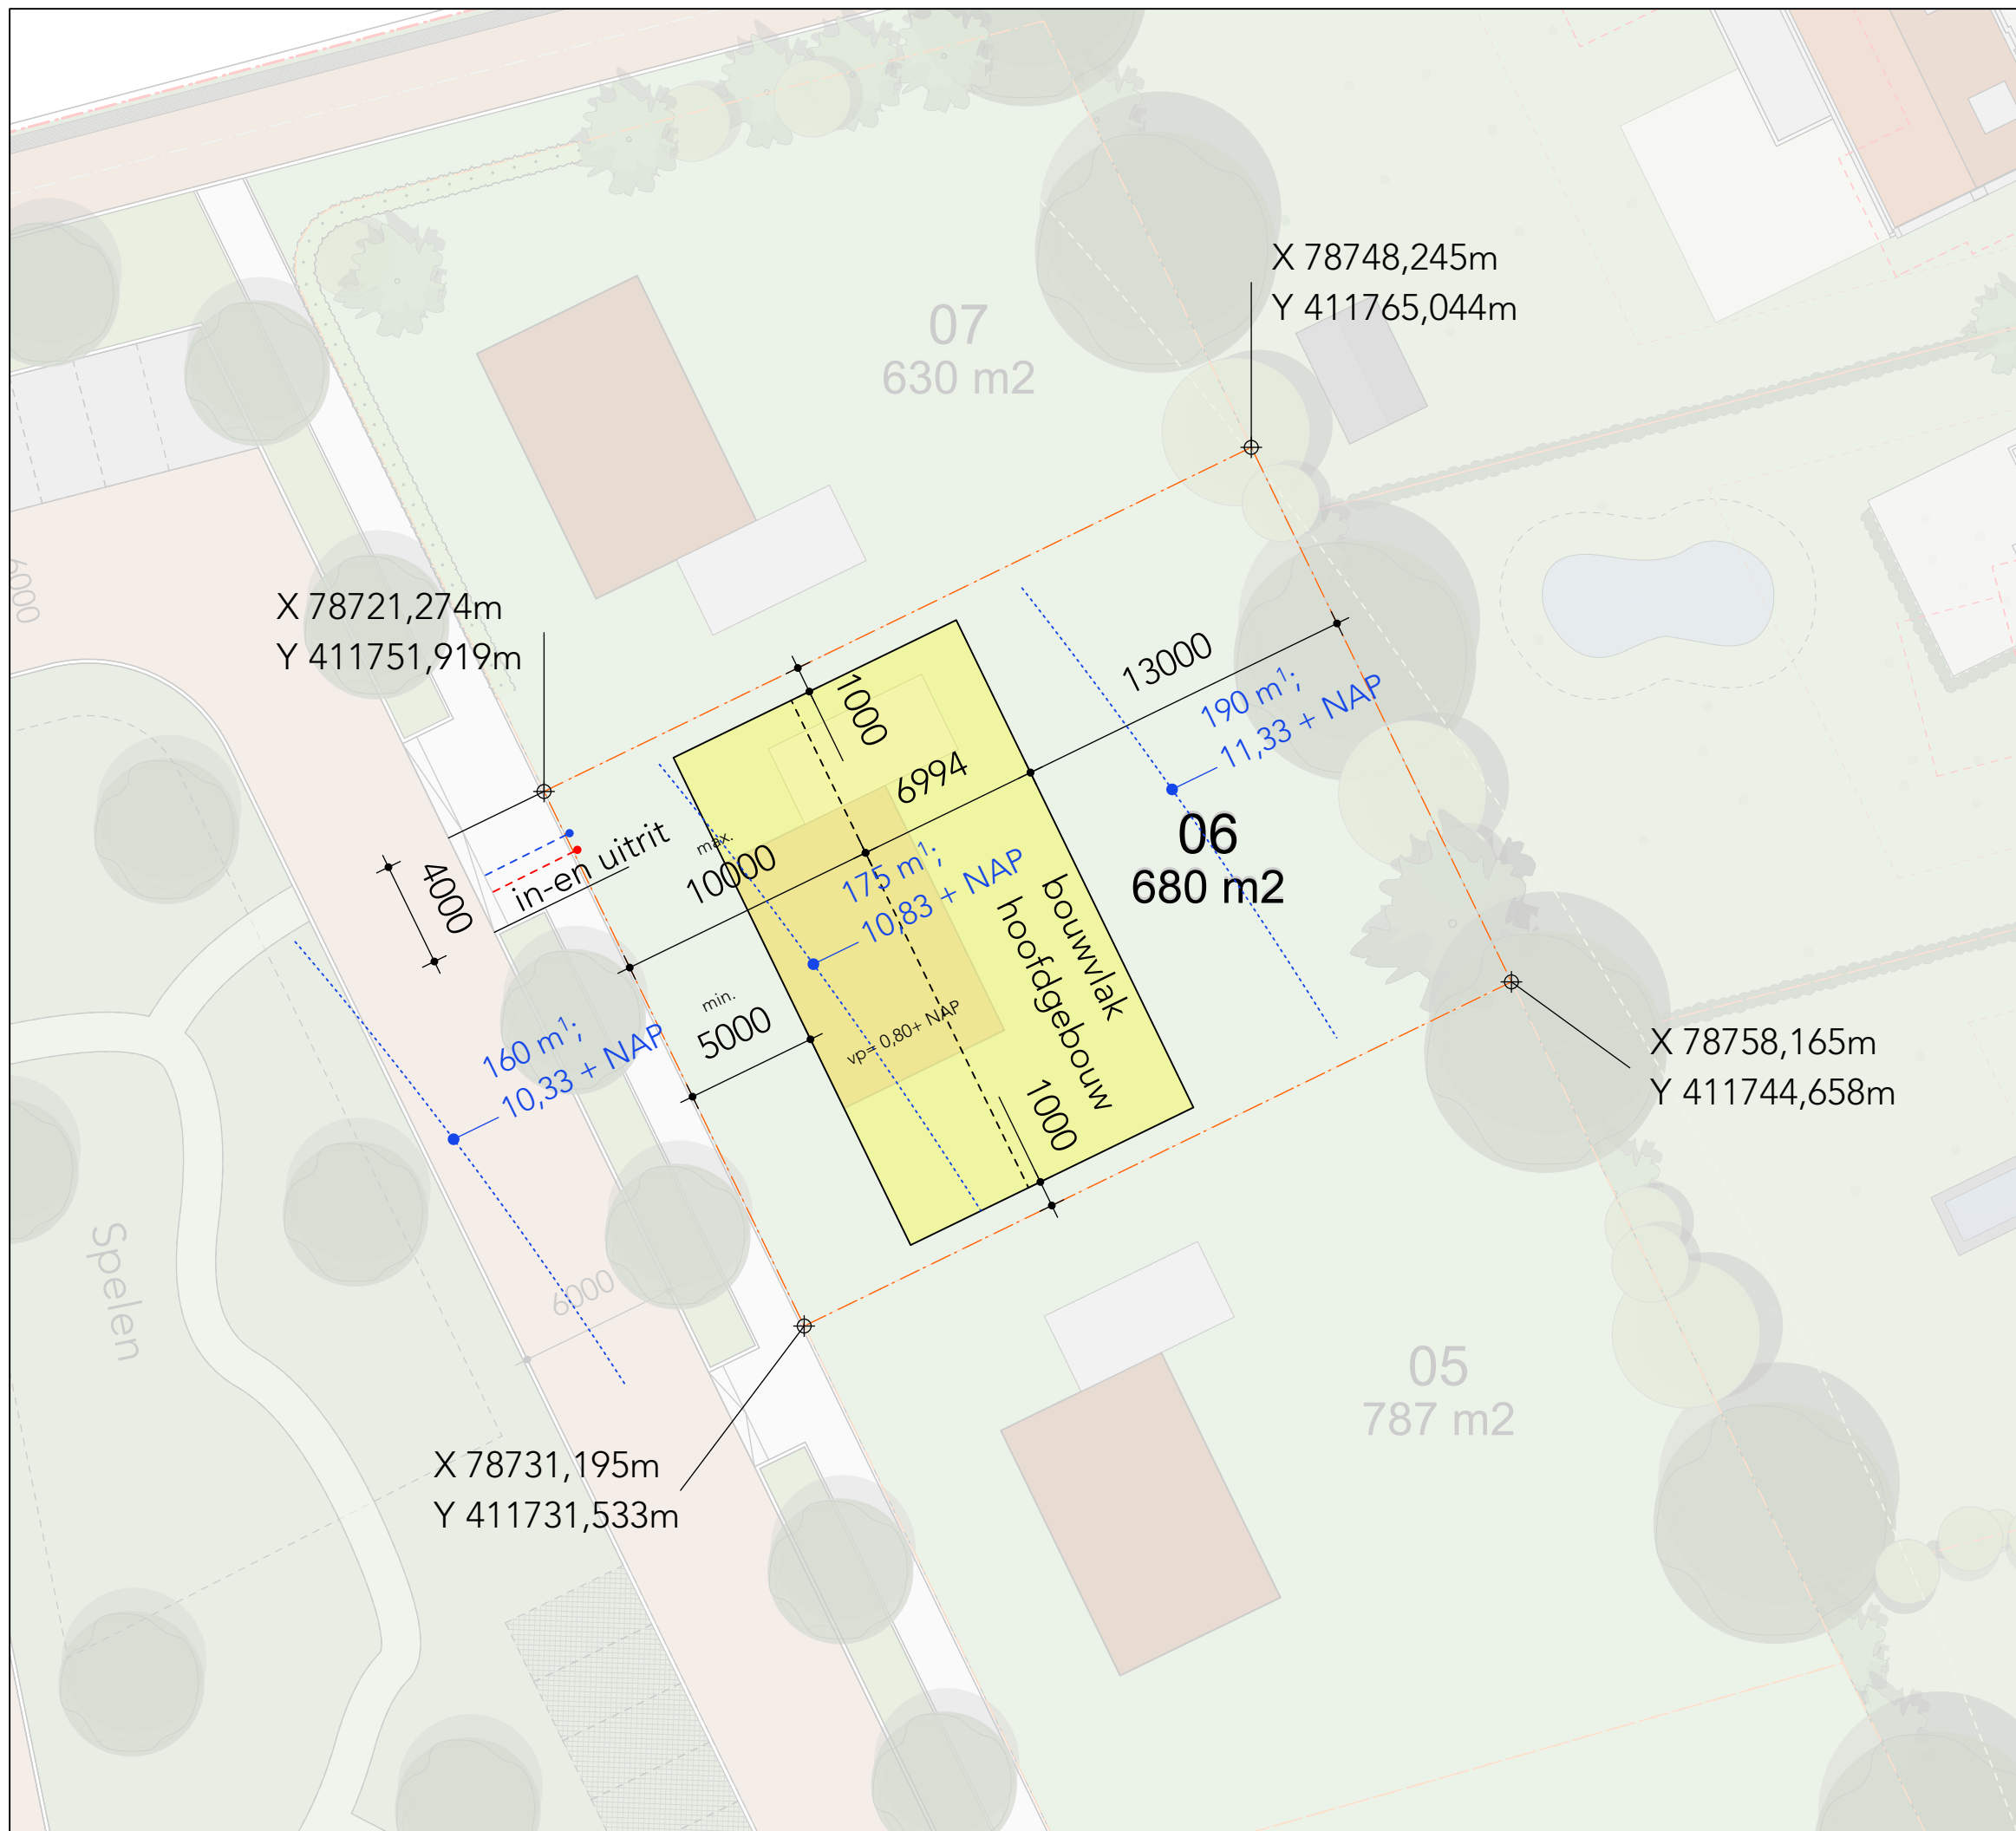 07
630 m2
X 78748,245m
Y 411765,044m
6000
X 78721,274m
Y 411751,919m
1000
13000
190 m¹;
11,33 + NAP
6994
06
680 m2
in-en uitrit
max.
10000
175 m¹;
10,83 + NAP
4000
bouwvlak
hoofdgebouw
min.
5000
vp= 0,80+ NAP
160 m¹;
10,33 + NAP
1000
X 78758,165m
Y 411744,658m
Spelen
6000
05
787 m2
X 78731,195m
Y 411731,533m